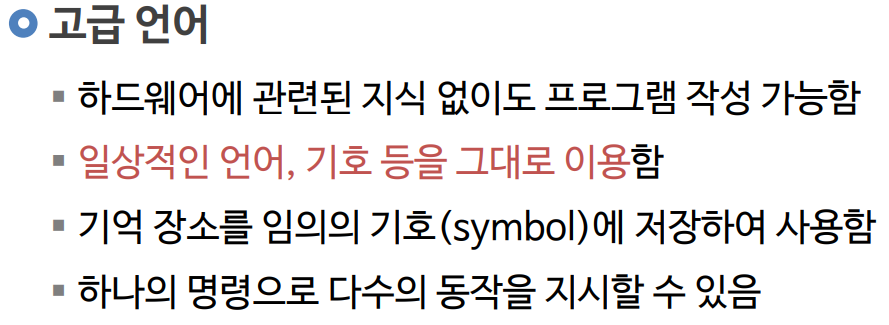 고급 언어
하드웨어에 관련된 지식 없이도 프로그램 작성 가능함
일상적인 언어, 기호 등을 그대로 이용함
기억 장소를 임의의 기호(symbol)에 저장하여 사용함
하나의 명령으로 다수의 동작을 지시할 수 있음